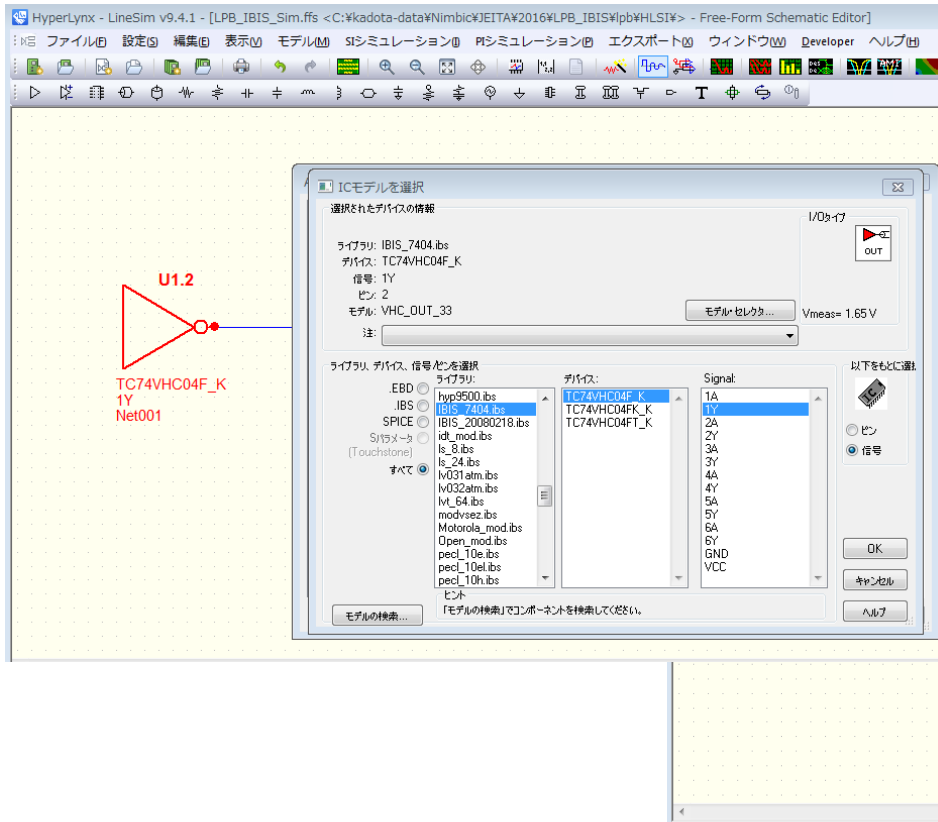 HyperLynx - LineSim v9.4.1 - [LPB_IBIS_Sim.ffs <C:¥kadota-data¥Nimbic¥JEITA¥2016¥LPB_IBIS¥lpb¥HLSI¥> - Free-Form Schematic Editor]
ファイル(F) 設定(S) 編集(E) 表示(V) モデル(M) SIシミュレーション(I) PIシミュレーション(P) エクスポート(X) ウィンドウ(W) Developer ヘルプ(H)
T
ICモデルを選択
選択されたデバイスの情報
I/Oタイプ
OUT
ライブラリ: IBIS_7404.ibs
デバイス: TC74VHC04F_K
信号: 1Y
ピン: 2
モデル: VHC_OUT_33
モデル・セレクタ...
Vmeas= 1.65 V
注:
U1.2
TC74VHC04F_K
1Y
Net001
ライブラリ、デバイス、信号/ピンを選択
以下をもとに選択
.EBD
.IBS
SPICE
Sパラメータ
(Touchstone)
すべて
ライブラリ:
hyp9500.ibs
IBIS_7404.ibs
IBIS_20080218.ibs
idt_mod.ibs
ls_8.ibs
ls_24.ibs
lv031atm.ibs
lv032atm.ibs
lvt_64.ibs
modvsez.ibs
Motorola_mod.ibs
Open_mod.ibs
pecl_10e.ibs
pecl_10el.ibs
pecl_10h.ibs
デバイス:
TC74VHC04F_K
TC74VHC04FK_K
TC74VHC04FT_K
Signal:
1A
1Y
2A
2Y
3A
3Y
4A
4Y
5A
5Y
6A
6Y
GND
VCC
IC
ピン
信号
OK
キャンセル
ヘルプ
モデルの検索...
ヒント
「モデルの検索」でコンポーネントを検索してください。